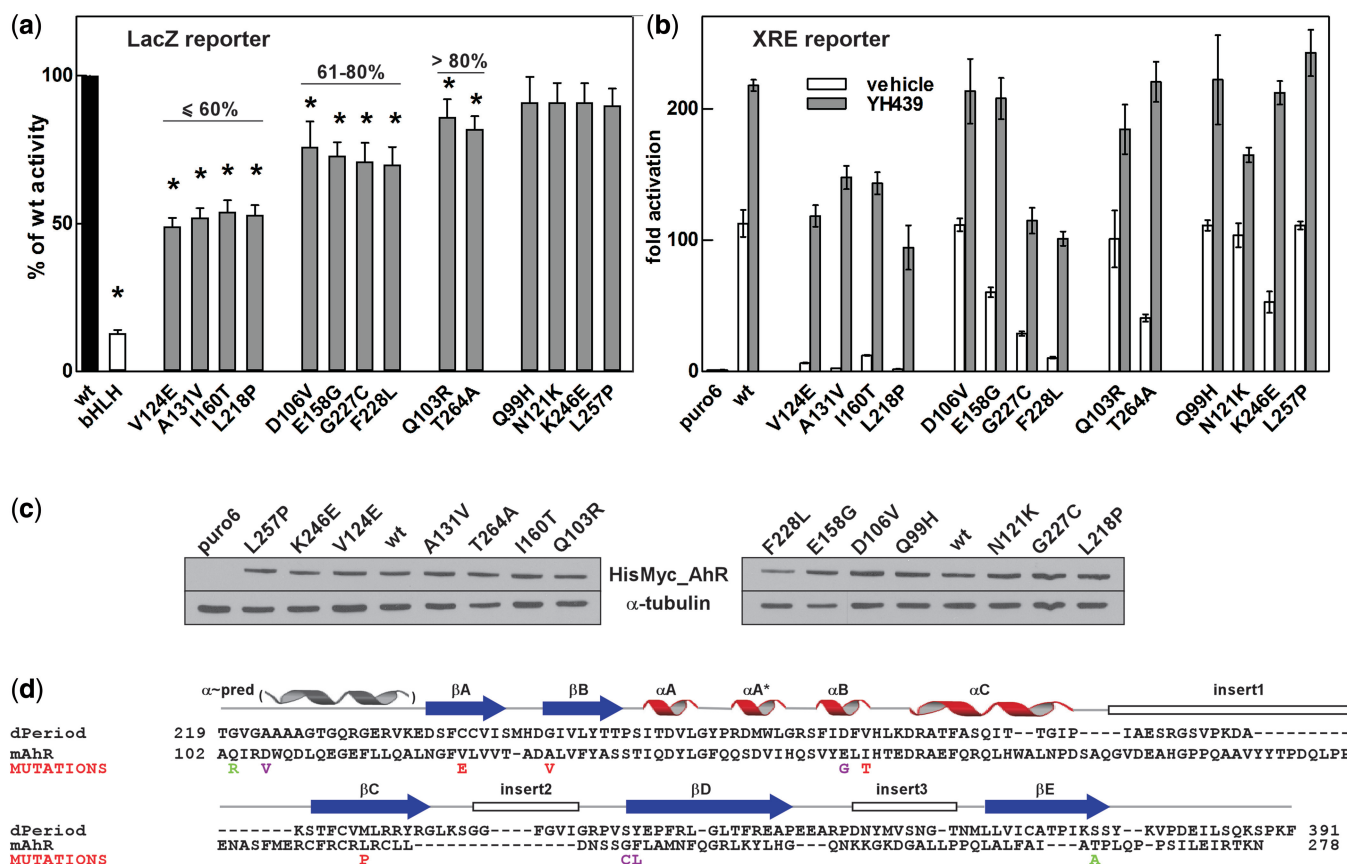 (a) LacZ reporter
% of wt activity
100
50
0
⩽ 60%
61-80%
> 80%
* * * * * * * * * * *
wt bHLH V124E A131V I160T L218P D106V E158G G227C F228L Q103R T264A Q99H N121K K246E L257P
(b) XRE reporter
vehicle
YH439
fold activation
200
100
0
puro6 wt V124E A131V I160T L218P D106V E158G G227C F228L Q103R T264A Q99H N121K K246E L257P
(c)
puro6 L257P K246E V124E wt A131V T264A I160T Q103R
F228L E158G D106V Q99H wt N121K G227C L218P
HisMyc_AhR
α-tubulin
(d) α~pred ( ) βA βB αA αA* αB αC insert1
dPeriod 219 TGVGAAAAGTGQRGERVKEDSFCCVISMHDGIVLYTTPSITDVLGYPRDMWLGRSFIDFVHLKDRATFASQIT--TGIP---IAESRGSVPKDA-----------
mAhR 102 AQIRDWQDLQEGEFLLQALNGFVLVVT-ADALVFYASSTIQDYLGFQQSDVIHQSVYELIHTEDRAEFQRQLHWALNPDSAQGVDEAHGPPQAAVYYTPDQLPP
MUTATIONS R V E V G T
βC insert2 βD insert3 βE
dPeriod -------KSTFCVMLRRYRGLKSGG-----FGVIGRPVSYEPFRL-GLTFREAPEEARPDNYMVSNG-TNMLLVICATPIKSSY--KVPDEILSQKSPKF 391
mAhR ENASFMERCFRCRLRCLL-------------DNSSGFLAMNFQGRLKYLHG--QNKKGKDGALLPPQLALFAI--ATPLQP-PSILEIRTKN 278
MUTATIONS P CL A